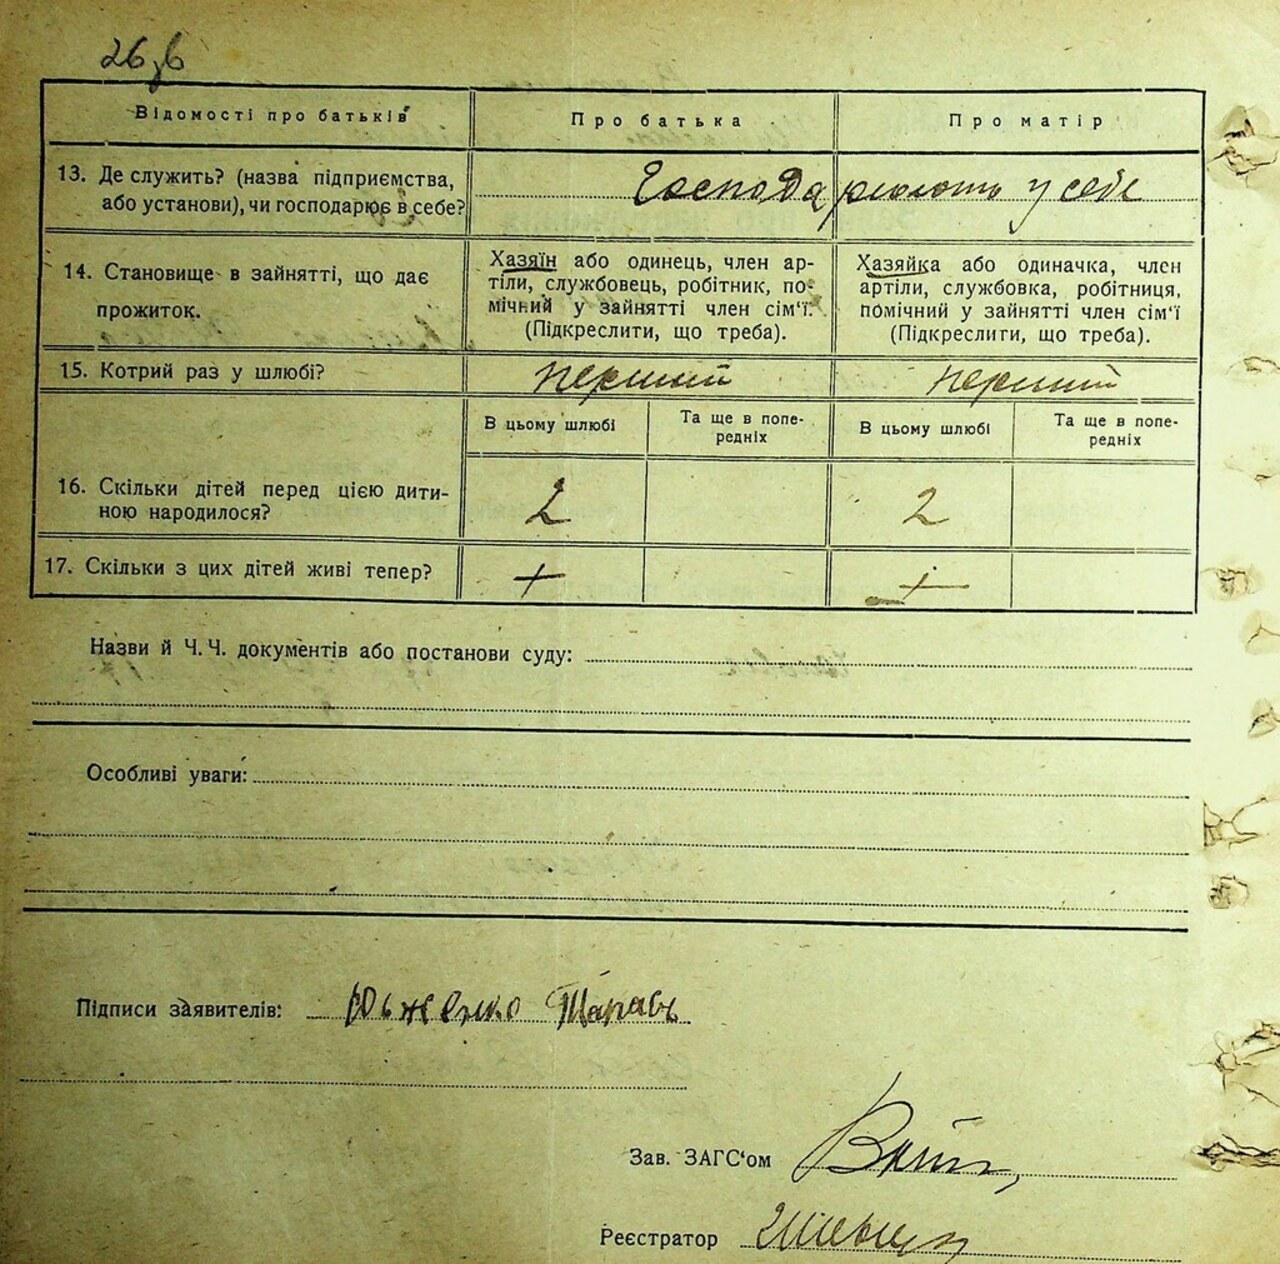 Відомості про батьків
Про батька
Про матір
13. Де служить? (назва підприємства, або установи), чи господарює в себе?
Господарюють у себе
14. Становище в зайнятті, що дає прожиток.
Хазяїн або одинець, член ар-
тіли, службовець, робітник, по-
мічний у зайнятті член сім'ї.
(Підкреслити, що треба).
Хазяйка або одиначка, член
артіли, службовка, робітниця,
помічний у зайнятті член сім'ї
(Підкреслити, що треба).
15. Котрий раз у шлюбі?
перший
перший
В цьому шлюбі
Та ще в попе-
редніх
В цьому шлюбі
Та ще в попе-
редніх
16. Скільки дітей перед цією дити-
ною народилося?
2
2
17. Скільки з цих дітей живі тепер?
+
+
Назви й Ч.Ч. документів або постанови суду:
Особливі уваги:
Підписи заявителів:
Тарас
Зав. ЗАГС'ом
Реєстратор